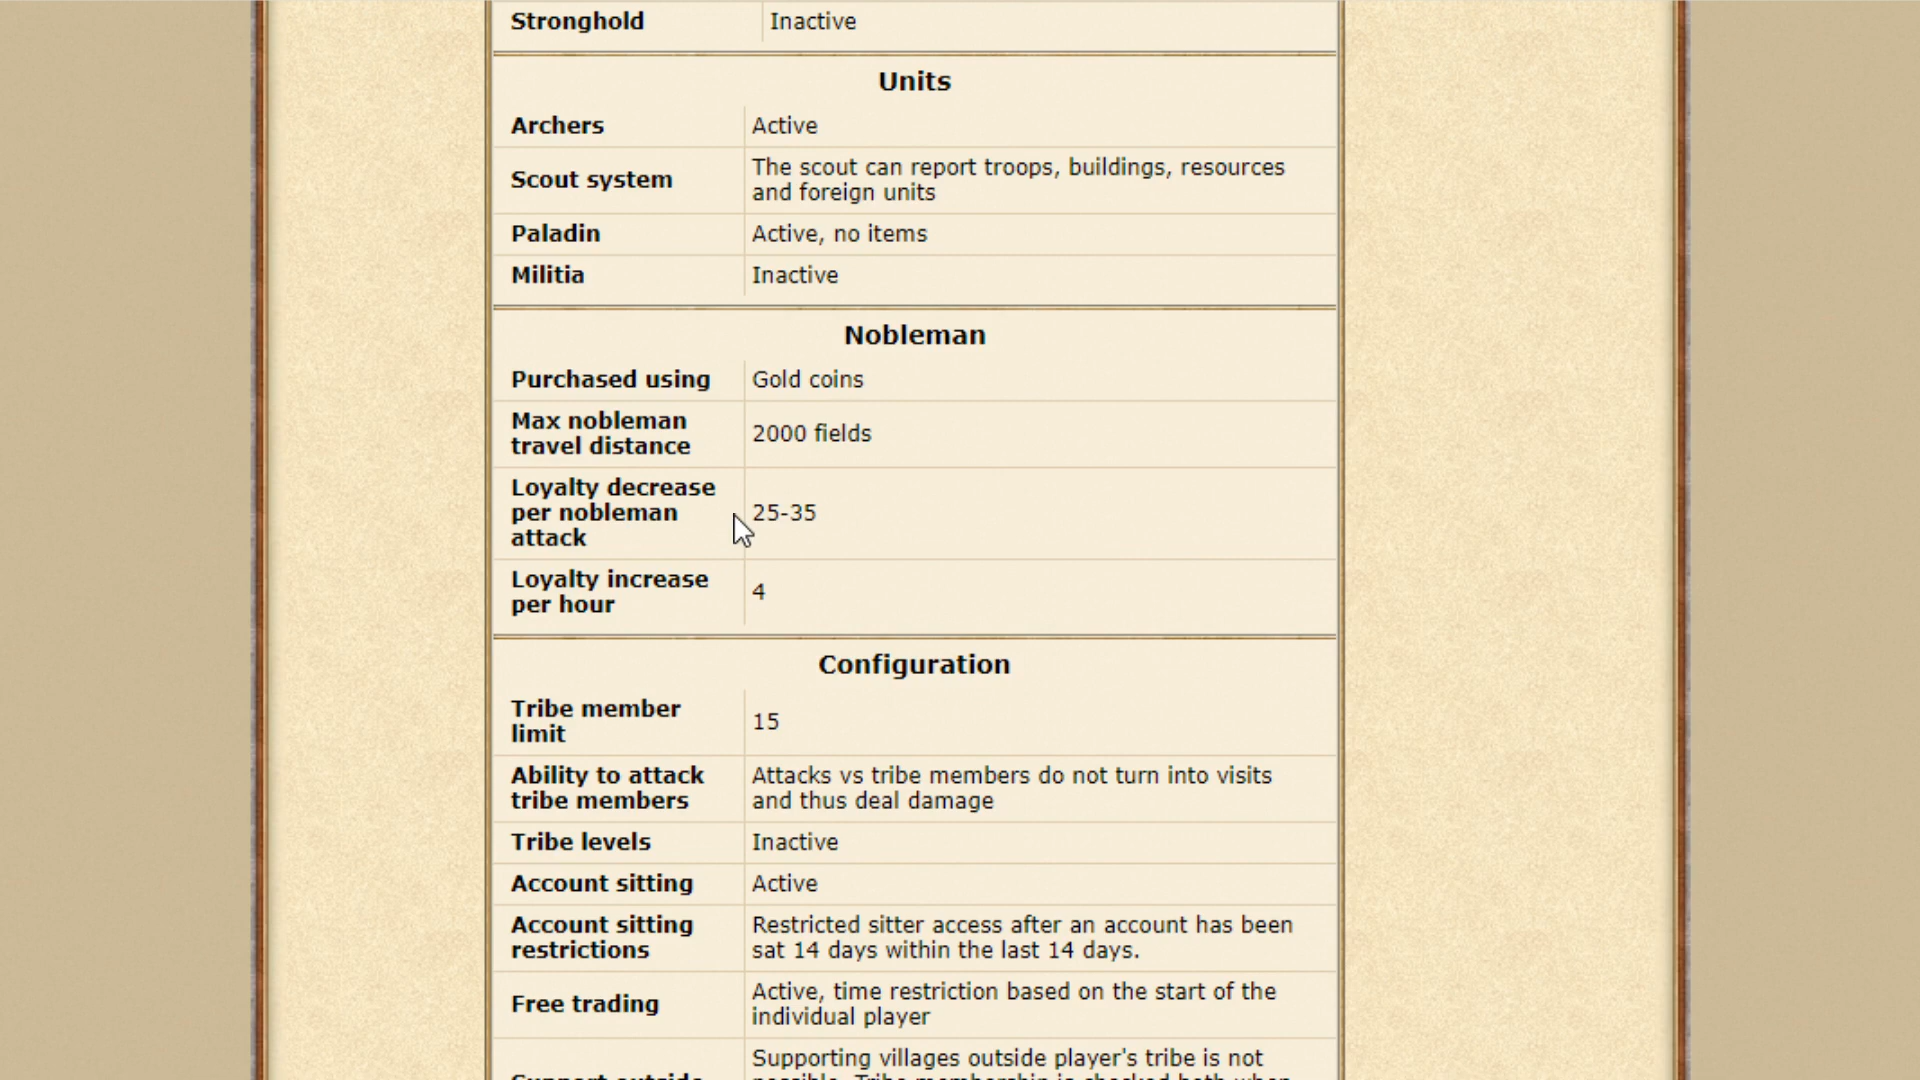 Stronghold Inactive
Units
Archers Active
Scout system The scout can report troops, buildings, resources
and foreign units
Paladin Active, no items
Militia Inactive
Nobleman
Purchased using Gold coins
Max nobleman
travel distance
2000 fields
Loyalty decrease
per nobleman
attack
25-35
Loyalty increase
per hour
4
Configuration
Tribe member
limit
15
Ability to attack
tribe members
Attacks vs tribe members do not turn into visits
and thus deal damage
Tribe levels Inactive
Account sitting Active
Account sitting
restrictions
Restricted sitter access after an account has been
sat 14 days within the last 14 days.
Free trading Active, time restriction based on the start of the
individual player
Supporting villages outside player's tribe is not